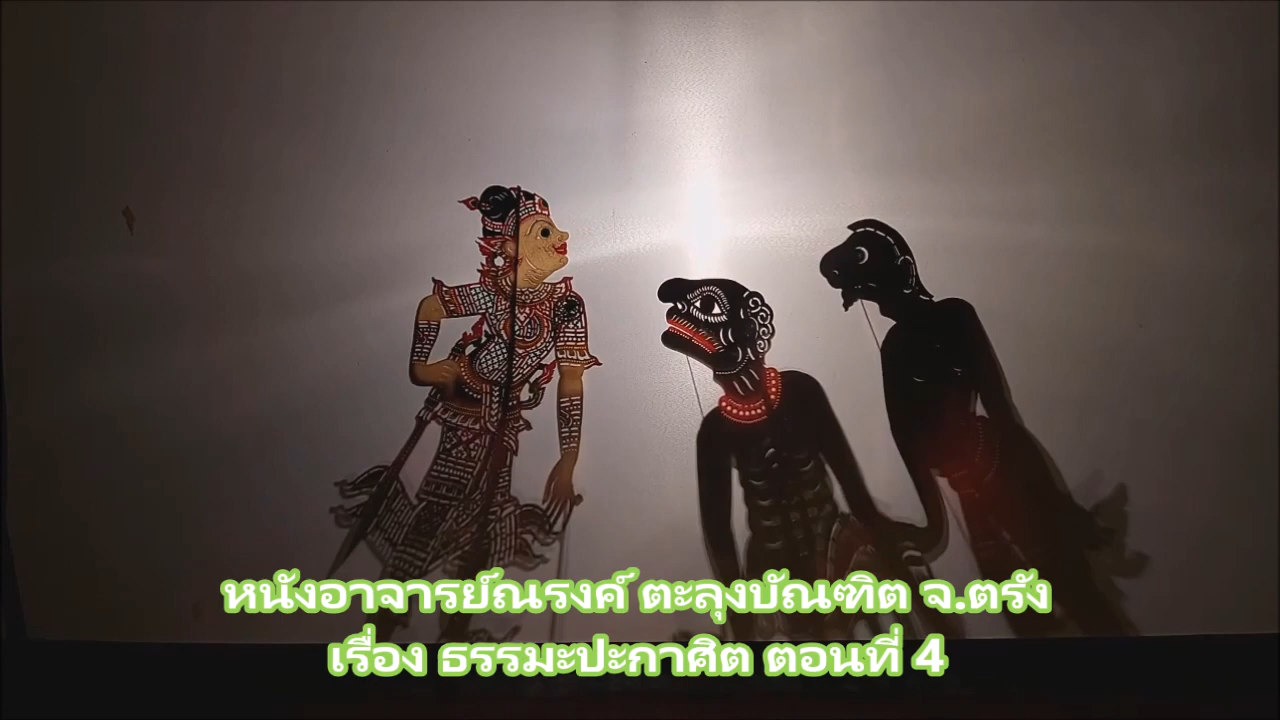 หนังอาจารย์ณรงค์ ตะลุงบัณฑิต จ.ตรัง
เรื่อง ธรรมะปะกาศิต ตอนที่ 4